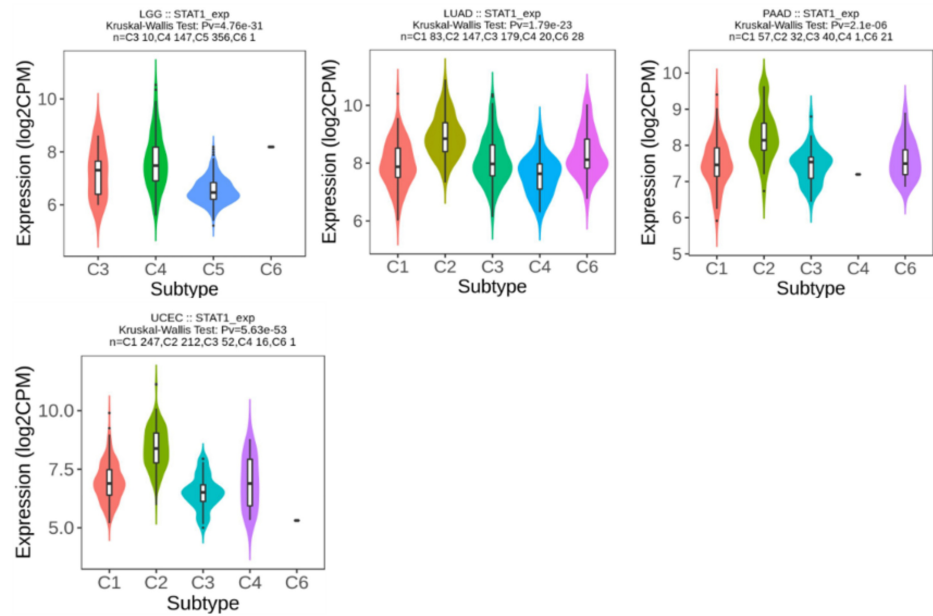 LGG :: STAT1_exp
Kruskal-Wallis Test: Pv=4.76e-31
n=C3 10,C4 147,C5 356,C6 1
Expression (log2CPM)
10
8
6
C3 C4 C5 C6
Subtype
LUAD :: STAT1_exp
Kruskal-Wallis Test: Pv=1.79e-23
n=C1 83,C2 147,C3 179,C4 20,C6 28
Expression (log2CPM)
10
8
6
C1 C2 C3 C4 C6
Subtype
PAAD :: STAT1_exp
Kruskal-Wallis Test: Pv=2.1e-06
n=C1 57,C2 32,C3 40,C4 1,C6 21
Expression (log2CPM)
10
9
8
7
6
5
C1 C2 C3 C4 C6
Subtype
UCEC :: STAT1_exp
Kruskal-Wallis Test: Pv=5.63e-53
n=C1 247,C2 212,C3 52,C4 16,C6 1
Expression (log2CPM)
10.0
7.5
5.0
C1 C2 C3 C4 C6
Subtype